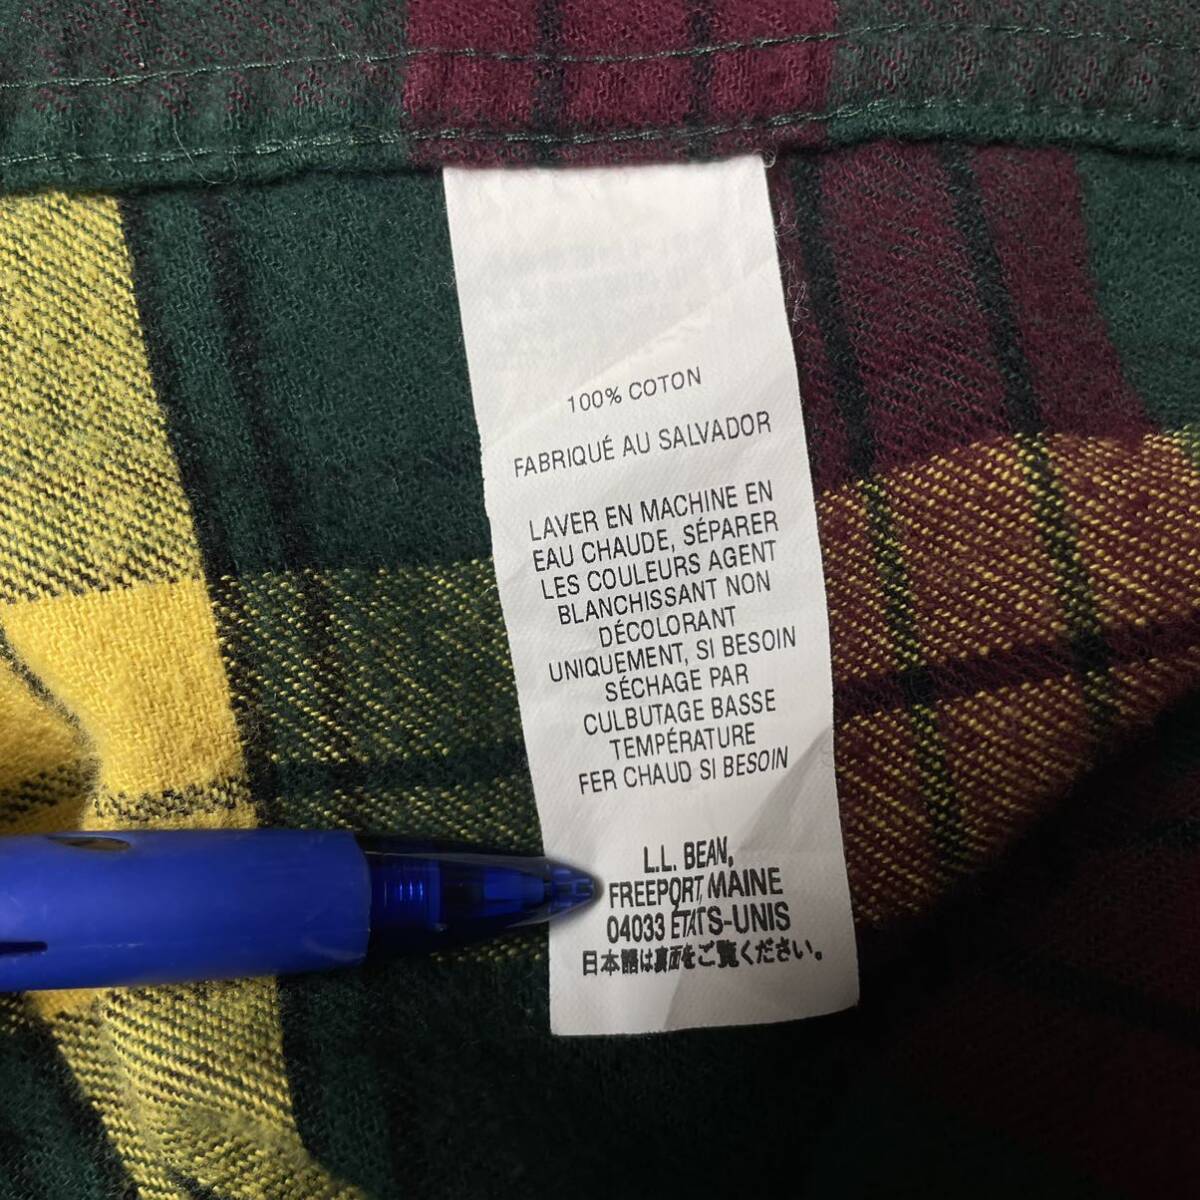 100% COTON
FABRIQUÉ AU SALVADOR
LAVER EN MACHINE EN
EAU CHAUDE, SÉPARER
LES COULEURS AGENT
BLANCHISSANT NON
DÉCOLORANT
UNIQUEMENT, SI BESOIN
SÉCHAGE PAR
CULBUTAGE BASSE
TEMPÉRATURE
FER CHAUD SI BESOIN
L.L. BEAN,
FREEPORT, MAINE
04033 ÉTATS-UNIS
日本語は裏面をご覧ください。